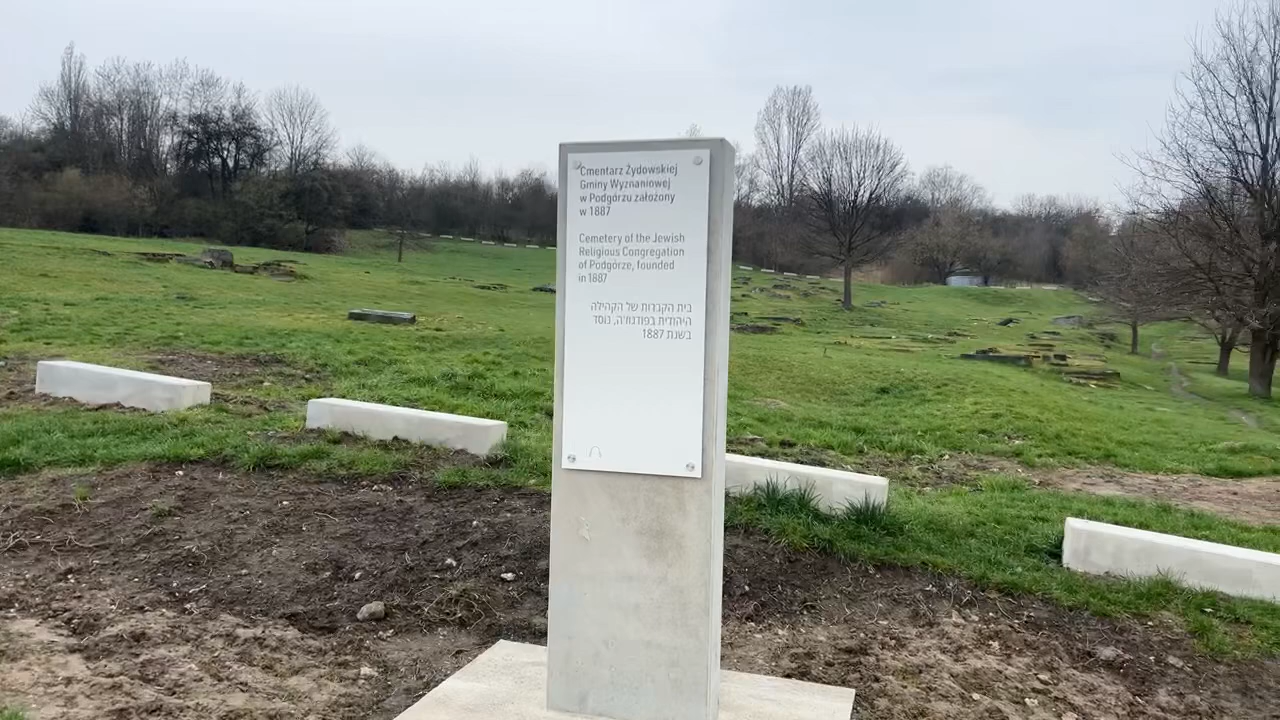 Cmentarz Żydowskiej
Gminy Wyznaniowej
w Podgórzu założony
w 1887
Cemetery of the Jewish
Religious Congregation
of Podgórze, founded
in 1887
בית הקברות של הקהילה
היהודית בפודגוז'ה, נוסד
בשנת 1887